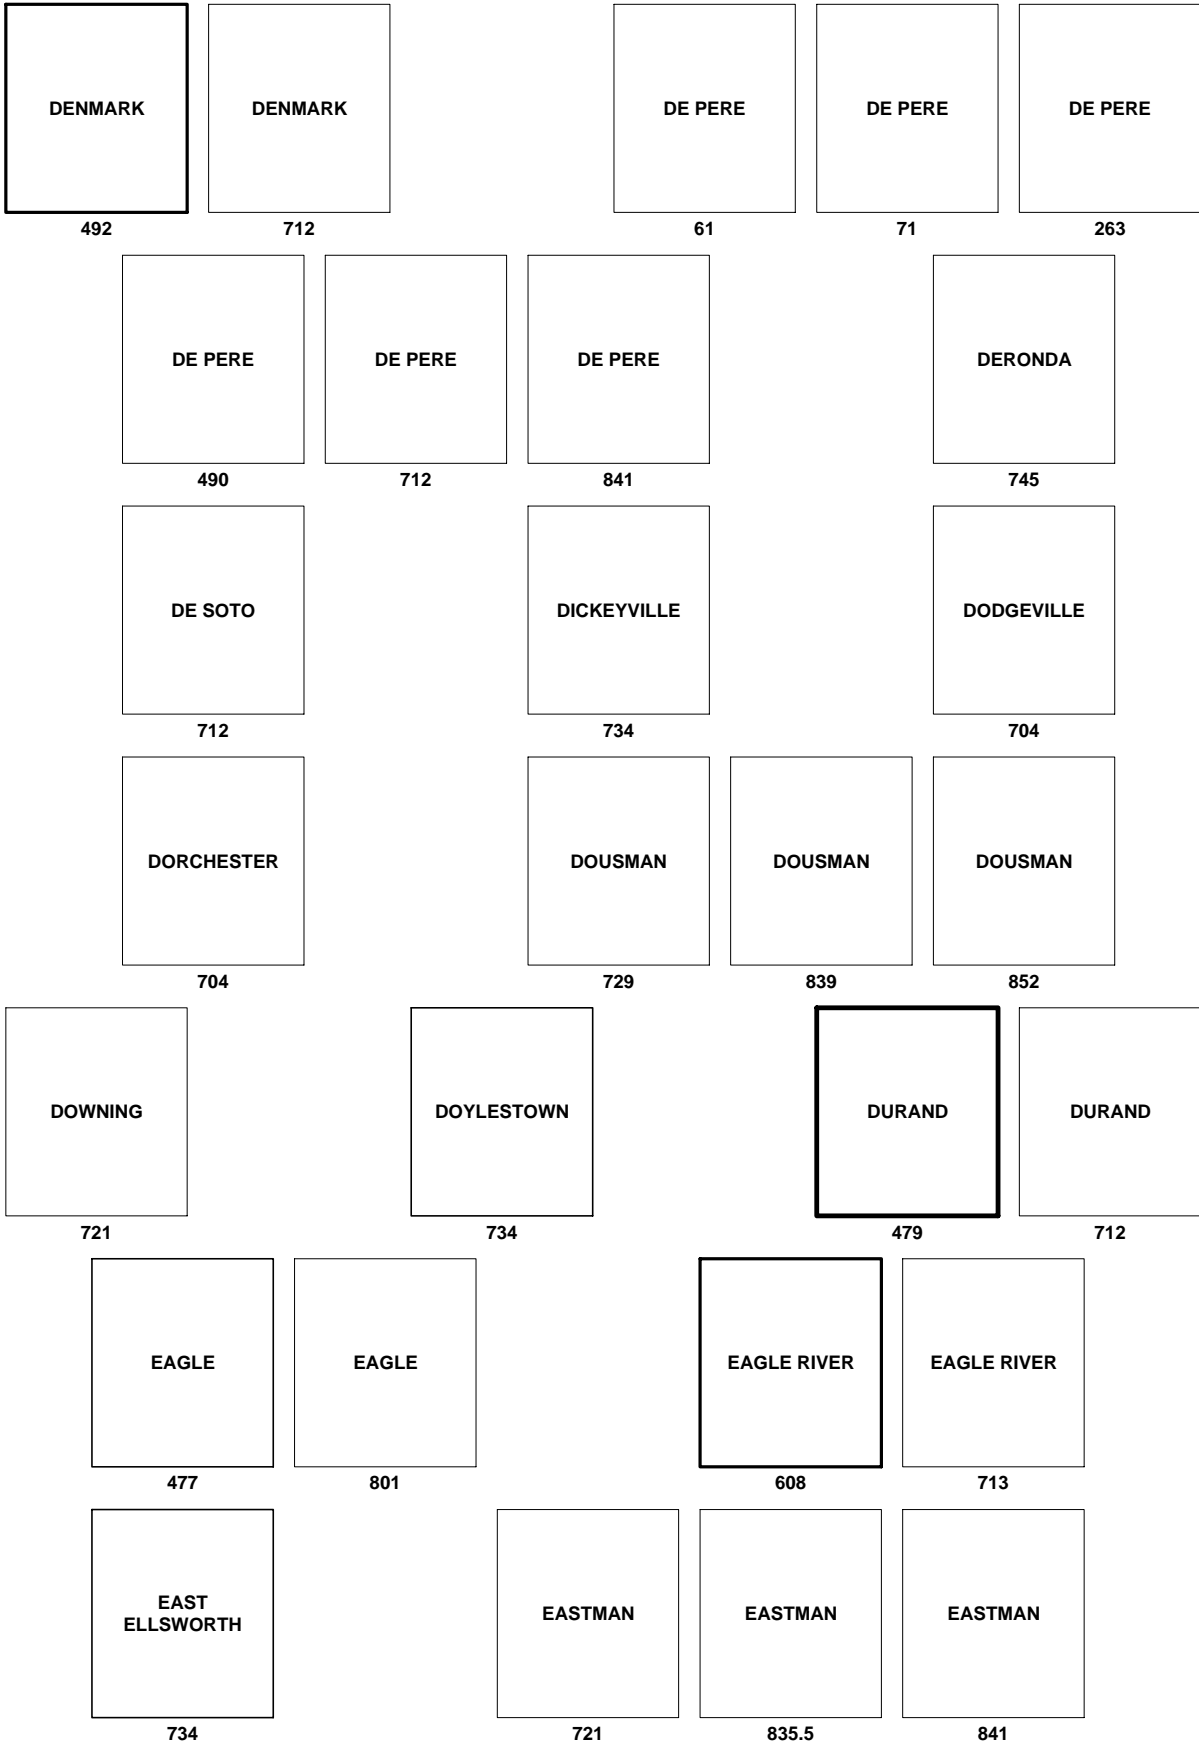 DENMARK DENMARK DE PERE DE PERE DE PERE
492 712 61 71 263
DE PERE DE PERE DE PERE DERONDA
490 712 841 745
DE SOTO DICKEYVILLE DODGEVILLE
712 734 704
DORCHESTER DOUSMAN DOUSMAN DOUSMAN
704 729 839 852
DOWNING DOYLESTOWN DURAND DURAND
721 734 479 712
EAGLE EAGLE EAGLE RIVER EAGLE RIVER
477 801 608 713
EAST
ELLSWORTH EASTMAN EASTMAN EASTMAN
734 721 835.5 841